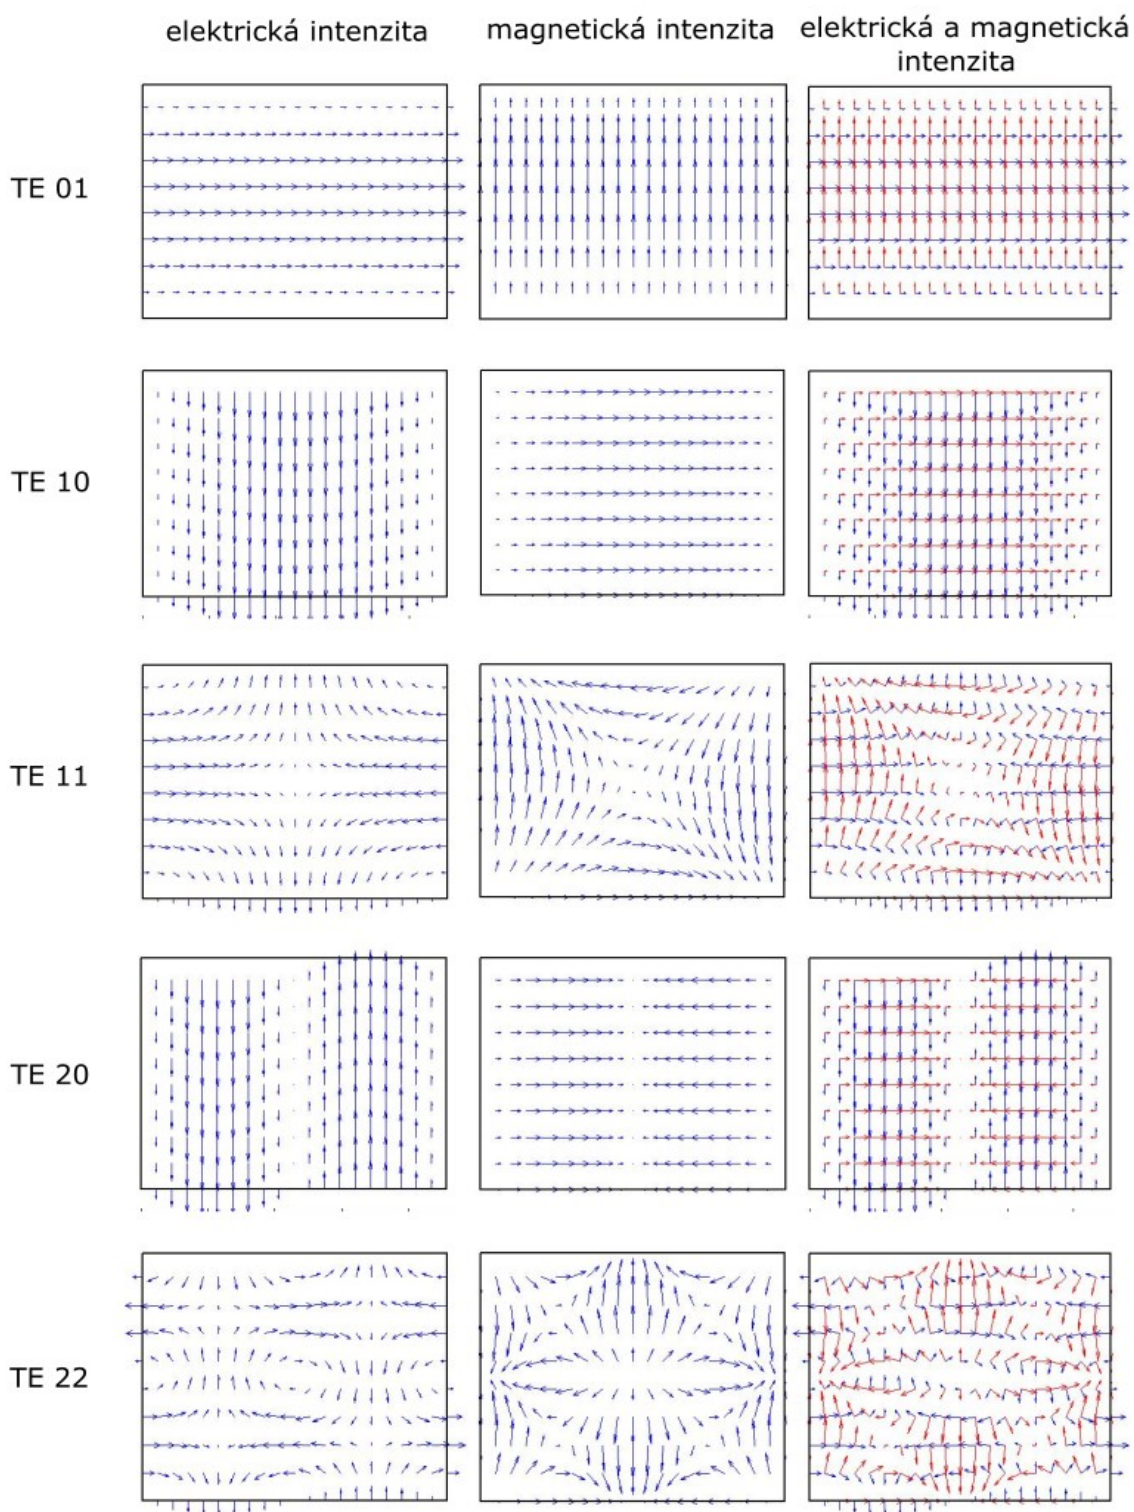 elektrická intenzita
magnetická intenzita
elektrická a magnetická
intenzita
TE 01
TE 10
TE 11
TE 20
TE 22